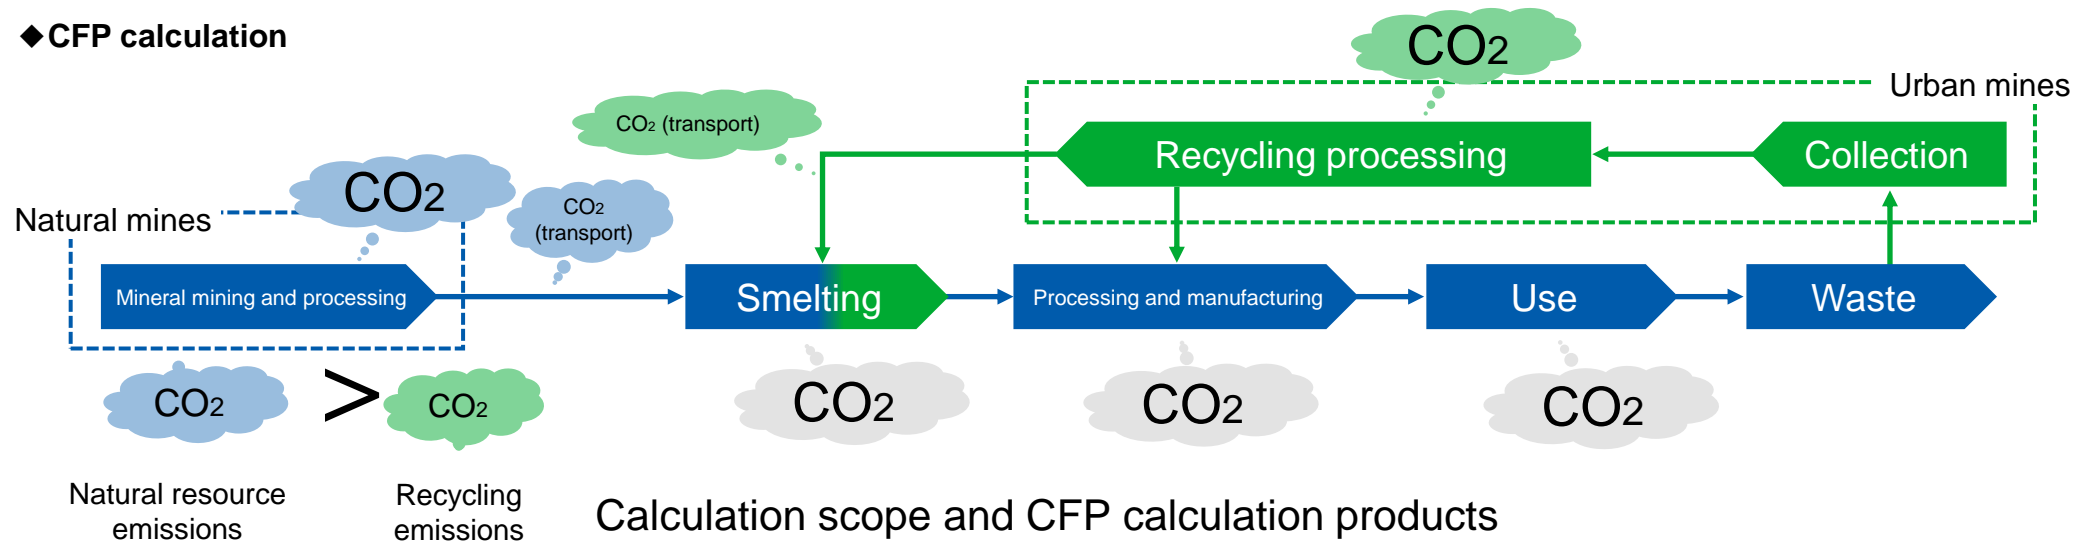 ◆CFP calculation
CO2
Urban mines
CO2 (transport)
Recycling processing
Collection
CO2
CO2
(transport)
Natural mines
Mineral mining and processing
Smelting
Processing and manufacturing
Use
Waste
CO2
>
CO2
CO2
CO2
CO2
Natural resource
emissions
Recycling
emissions
Calculation scope and CFP calculation products